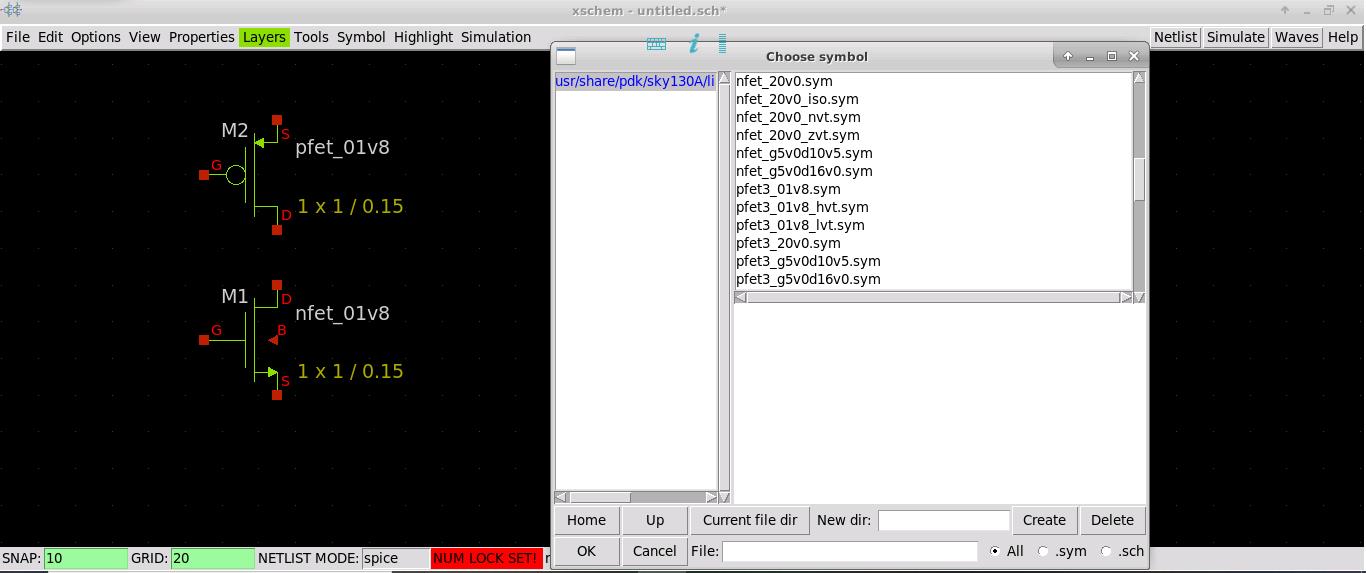 xschem - untitled.sch*
File Edit Options View Properties Layers Tools Symbol Highlight Simulation Netlist Simulate Waves Help
Choose symbol
usr/share/pdk/sky130A/li
nfet_20v0.sym
nfet_20v0_iso.sym
nfet_20v0_nvt.sym
nfet_20v0_zvt.sym
nfet_g5v0d10v5.sym
nfet_g5v0d16v0.sym
pfet3_01v8.sym
pfet3_01v8_hvt.sym
pfet3_01v8_lvt.sym
pfet3_20v0.sym
pfet3_g5v0d10v5.sym
pfet3_g5v0d16v0.sym
M2
S
pfet_01v8
G
D
1 x 1 / 0.15
M1
D
nfet_01v8
G
B
S
1 x 1 / 0.15
Home Up Current file dir New dir: Create Delete
OK Cancel File: All .sym .sch
SNAP: 10 GRID: 20 NETLIST MODE: spice NUM LOCK SET!